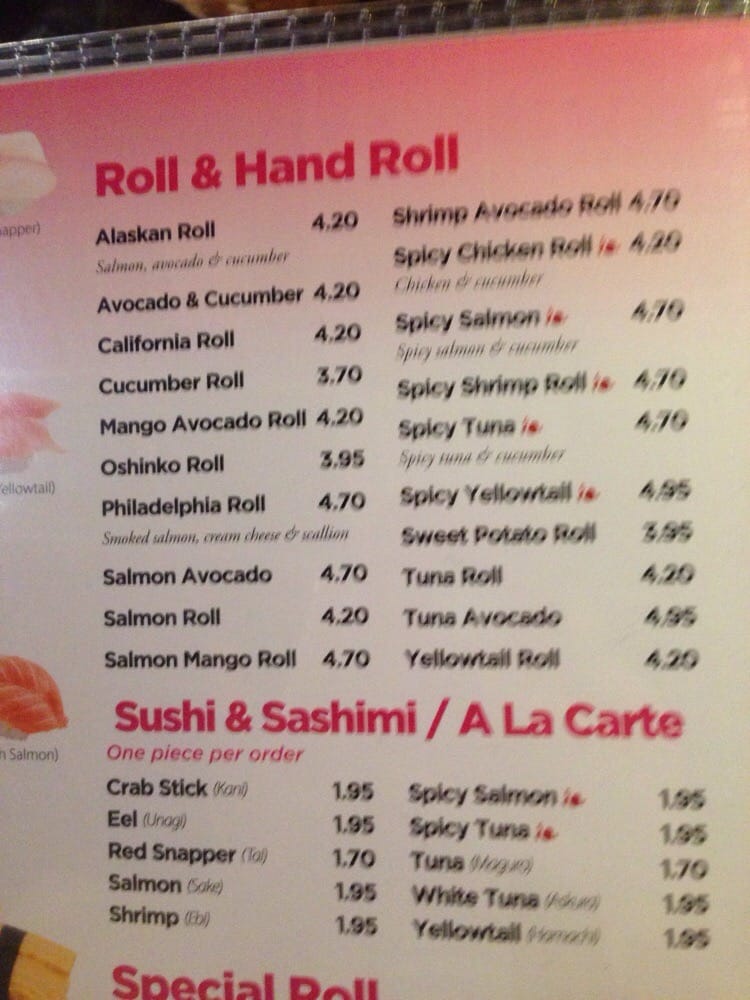 Roll & Hand Roll
Alaskan Roll 4.20
Salmon, avocado & cucumber
Avocado & Cucumber 4.20
California Roll 4.20
Cucumber Roll 3.70
Mango Avocado Roll 4.20
Oshinko Roll 3.95
Philadelphia Roll 4.70
Smoked salmon, cream cheese & scallion
Salmon Avocado 4.70
Salmon Roll 4.20
Salmon Mango Roll 4.70
Shrimp Avocado Roll 4.70
Spicy Chicken Roll 4.20
Chicken & cucumber
Spicy Salmon 4.70
Spicy salmon & cucumber
Spicy Shrimp Roll 4.70
Spicy Tuna 4.70
Spicy tuna & cucumber
Spicy Yellowtail 4.95
Sweet Potato Roll 3.95
Tuna Roll 4.20
Tuna Avocado 4.95
Yellowtail Roll 4.20
apper)
ellowtail)
h Salmon)
Sushi & Sashimi / A La Carte
One piece per order
Crab Stick (Kani) 1.95
Eel (Unagi) 1.95
Red Snapper (Tai) 1.70
Salmon (Sake) 1.95
Shrimp (Ebi) 1.95
Spicy Salmon 1.95
Spicy Tuna 1.95
Tuna (Maguro) 1.70
White Tuna 1.95
Yellowtail (Hamachi) 1.95
Special Roll